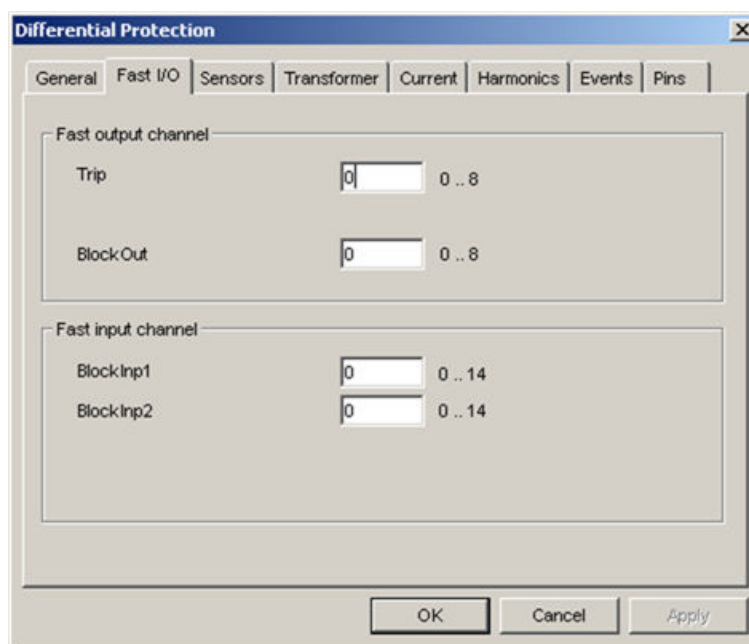 Differential Protection
General Fast I/O Sensors Transformer Current Harmonics Events Pins
Fast output channel
Trip 0 0 .. 8
BlockOut 0 0 .. 8
Fast input channel
BlockInp1 0 0 .. 14
BlockInp2 0 0 .. 14
OK Cancel Apply